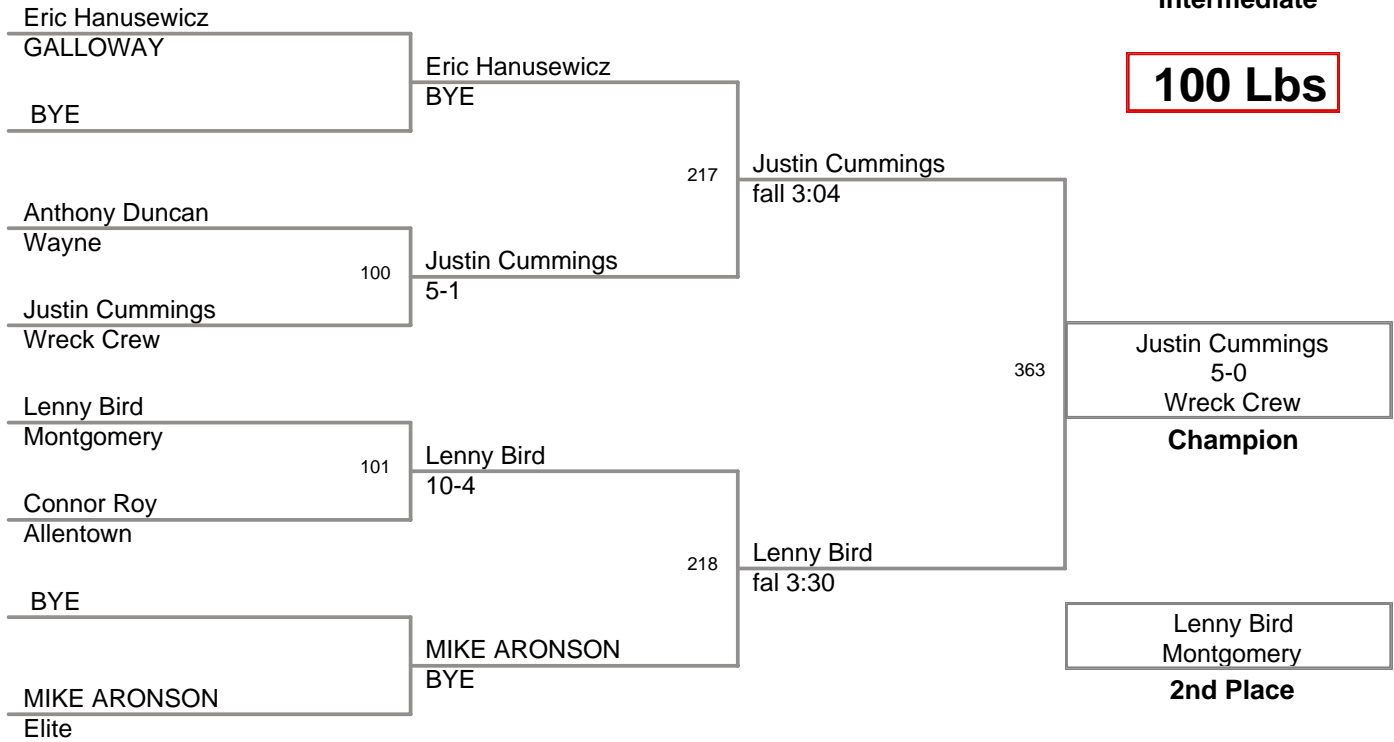 Intermediate
100 Lbs
Eric Hanusewicz
GALLOWAY
BYE
Anthony Duncan
Wayne
100
Justin Cummings
Wreck Crew
Lenny Bird
Montgomery
101
Connor Roy
Allentown
BYE
MIKE ARONSON
Elite
Eric Hanusewicz
BYE
217
Justin Cummings
5-1
Lenny Bird
10-4
218
MIKE ARONSON
BYE
Justin Cummings
fall 3:04
363
Lenny Bird
fal 3:30
Justin Cummings
5-0
Wreck Crew
Champion
Lenny Bird
Montgomery
2nd Place